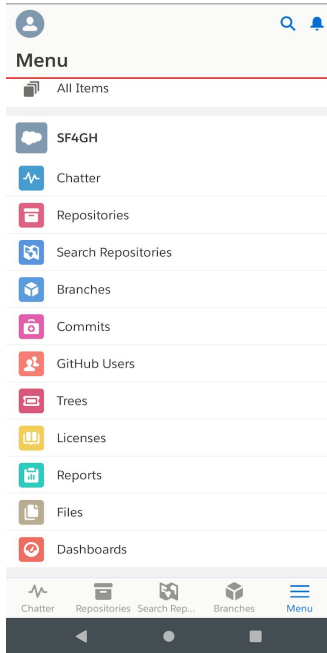 Menu
All Items
SF4GH
Chatter
Repositories
Search Repositories
Branches
Commits
GitHub Users
Trees
Licenses
Reports
Files
Dashboards
Chatter Repositories Search Rep... Branches Menu